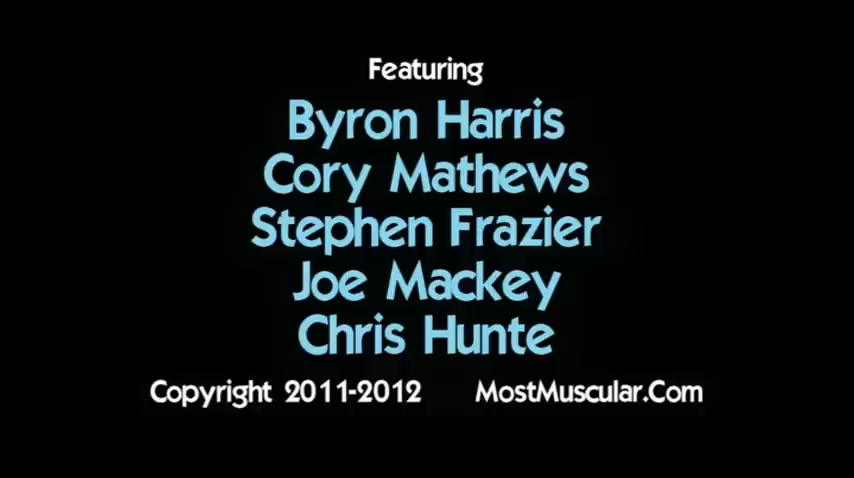 Featuring
Byron Harris
Cory Mathews
Stephen Frazier
Joe Mackey
Chris Hunte
Copyright 2011-2012 MostMuscular.Com